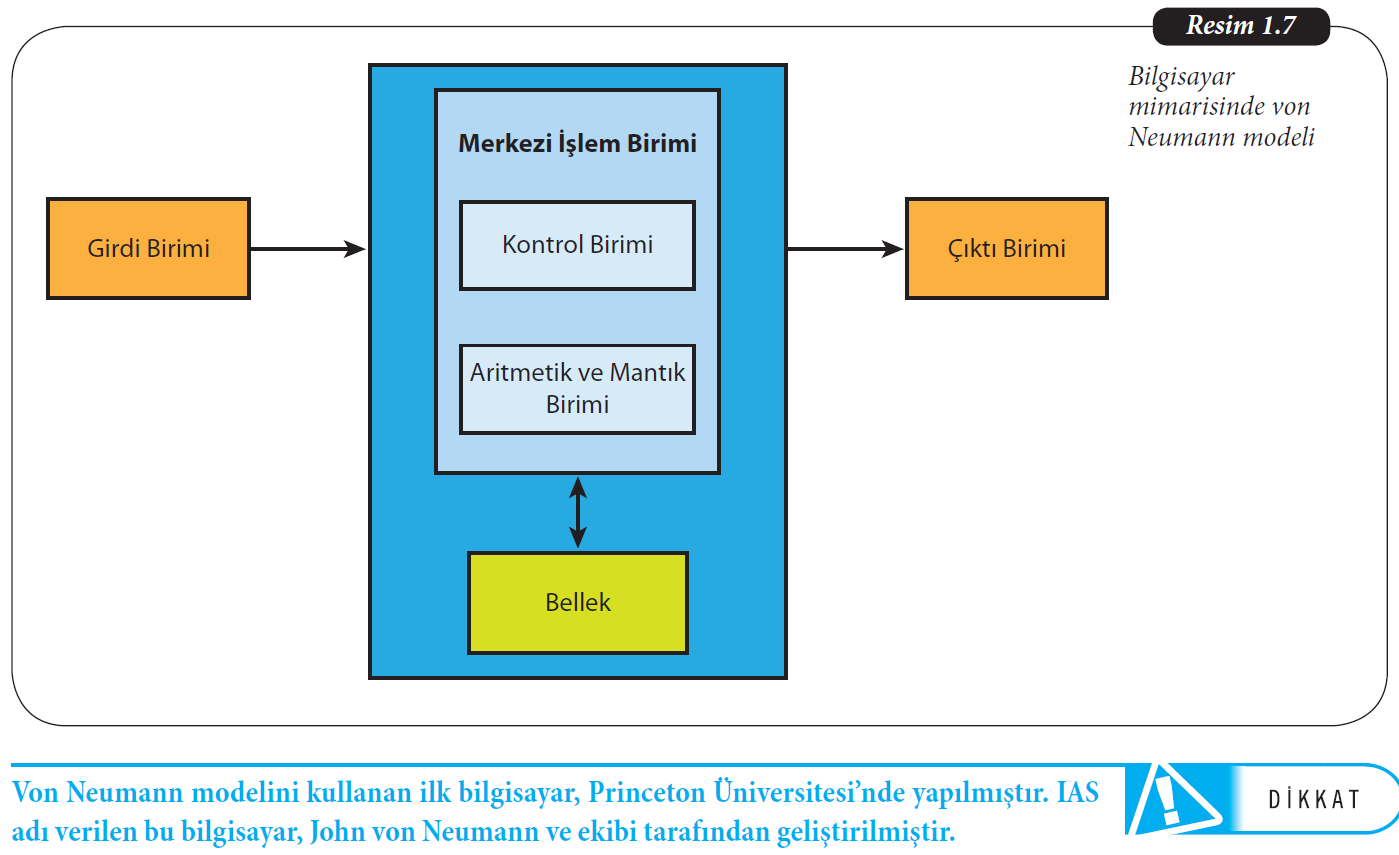 Resim 1.7
Bilgisayar
mimarisinde von
Neumann modeli
Merkezi İşlem Birimi
Kontrol Birimi
Girdi Birimi
Çıktı Birimi
Aritmetik ve Mantık
Birimi
Bellek
Von Neumann modelini kullanan ilk bilgisayar, Princeton Üniversitesi’nde yapılmıştır. IAS
adı verilen bu bilgisayar, John von Neumann ve ekibi tarafından geliştirilmiştir.
!
DİKKAT